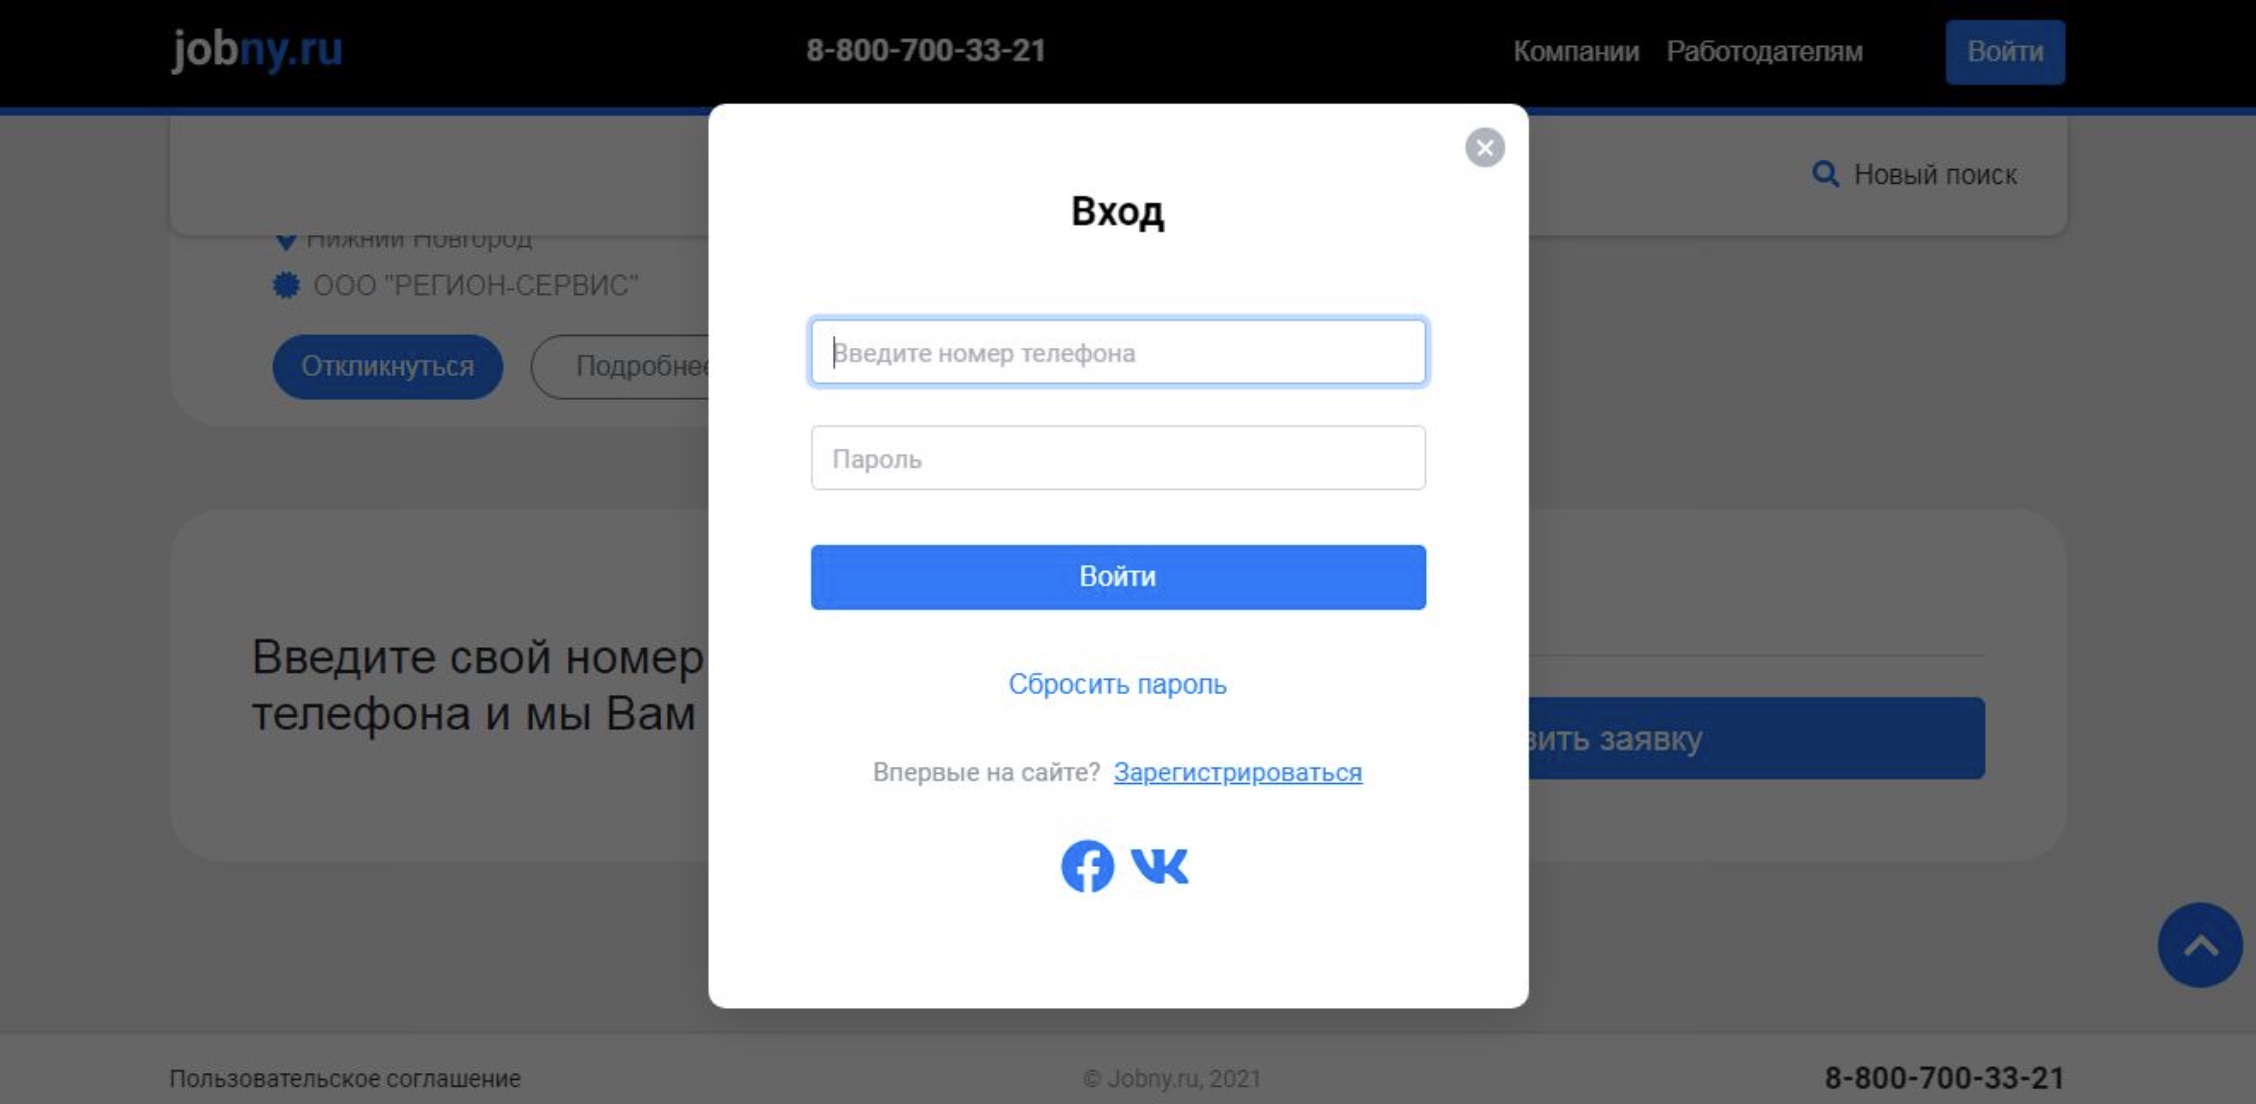 jobny.ru
8-800-700-33-21
Компании Работодателям Войти
Новый поиск
Нижний Новгород
ООО "РЕГИОН-СЕРВИС"
Откликнуться Подробнее
Введите свой номер
телефона и мы Вам
заявку
Вход
Введите номер телефона
Пароль
Войти
Сбросить пароль
Впервые на сайте? Зарегистрироваться
Пользовательское соглашение
© Jobny.ru, 2021
8-800-700-33-21